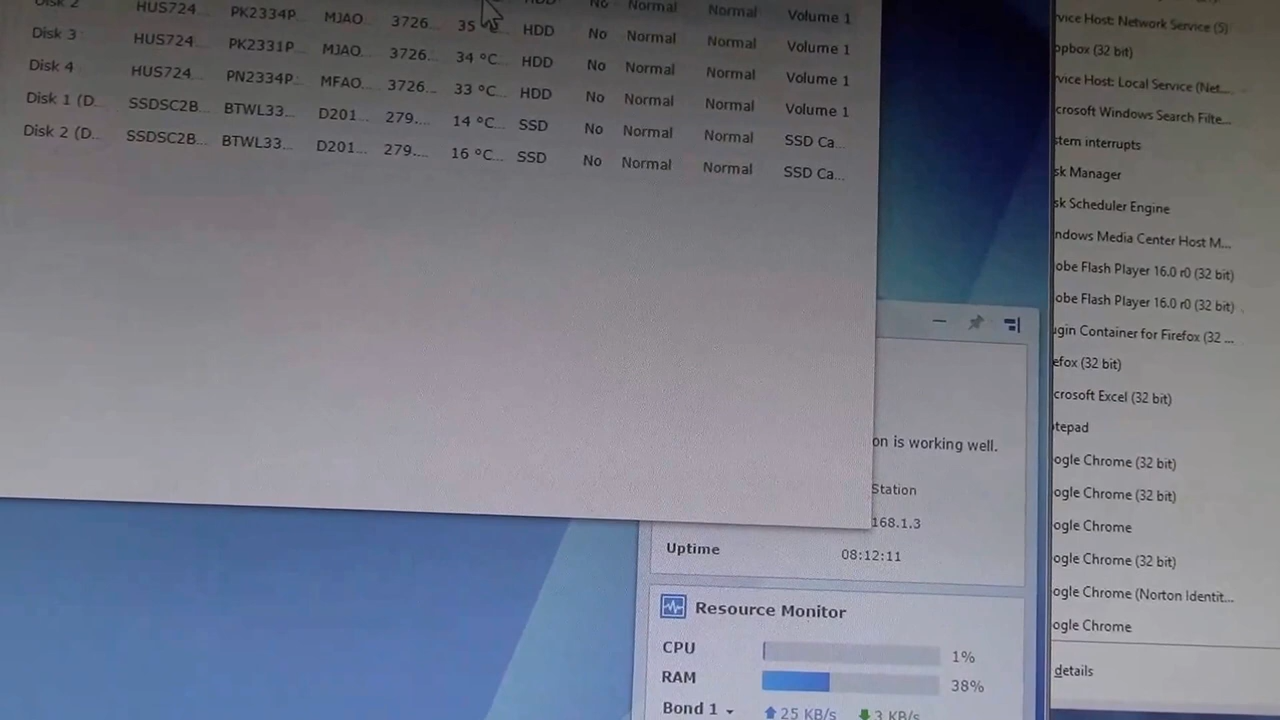 Disk 2 HUS724... PK2334P... MJAO... 3726... 35 HDD No Normal Normal Volume 1
Disk 3 HUS724... PK2331P... MJAO... 3726... 34 °C... HDD No Normal Normal Volume 1
Disk 4 HUS724... PN2334P... MFAO... 3726... 33 °C... HDD No Normal Normal Volume 1
Disk 1 (D... SSDSC2B... BTWL33... D201... 279.... 14 °C... SSD No Normal Normal SSD Ca...
Disk 2 (D... SSDSC2B... BTWL33... D201... 279.... 16 °C... SSD No Normal Normal SSD Ca...
on is working well.
Station
168.1.3
Uptime 08:12:11
Resource Monitor
CPU 1%
RAM 38%
Bond 1 25 KB/s 3 KB/s
rvice Host: Network Service (5)
opbox (32 bit)
rvice Host: Local Service (Net...
crosoft Windows Search Filte...
stem interrupts
sk Manager
sk Scheduler Engine
ndows Media Center Host M...
obe Flash Player 16.0 r0 (32 bit)
obe Flash Player 16.0 r0 (32 bit)
ugin Container for Firefox (32 ...
efox (32 bit)
crosoft Excel (32 bit)
tepad
ogle Chrome (32 bit)
ogle Chrome (32 bit)
ogle Chrome
ogle Chrome (32 bit)
ogle Chrome (Norton Identit...
ogle Chrome
details